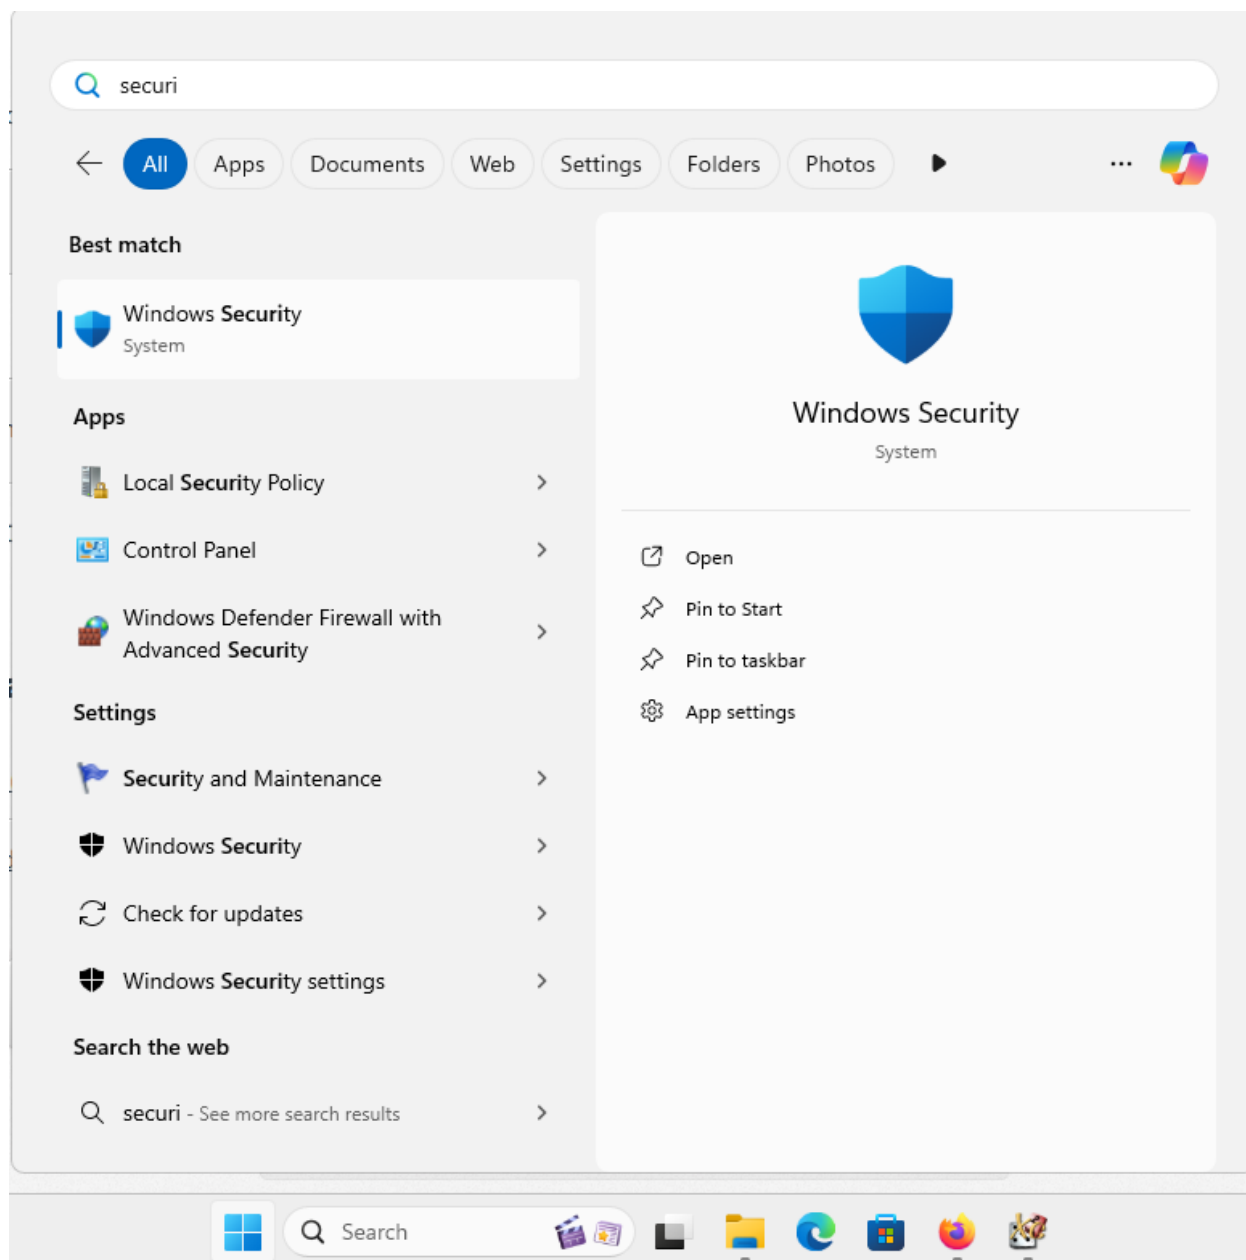 securi
All Apps Documents Web Settings Folders Photos
Best match
Windows Security
System
Apps
Local Security Policy
Control Panel
Windows Defender Firewall with
Advanced Security
Settings
Security and Maintenance
Windows Security
Check for updates
Windows Security settings
Search the web
securi - See more search results
Windows Security
System
Open
Pin to Start
Pin to taskbar
App settings
Search